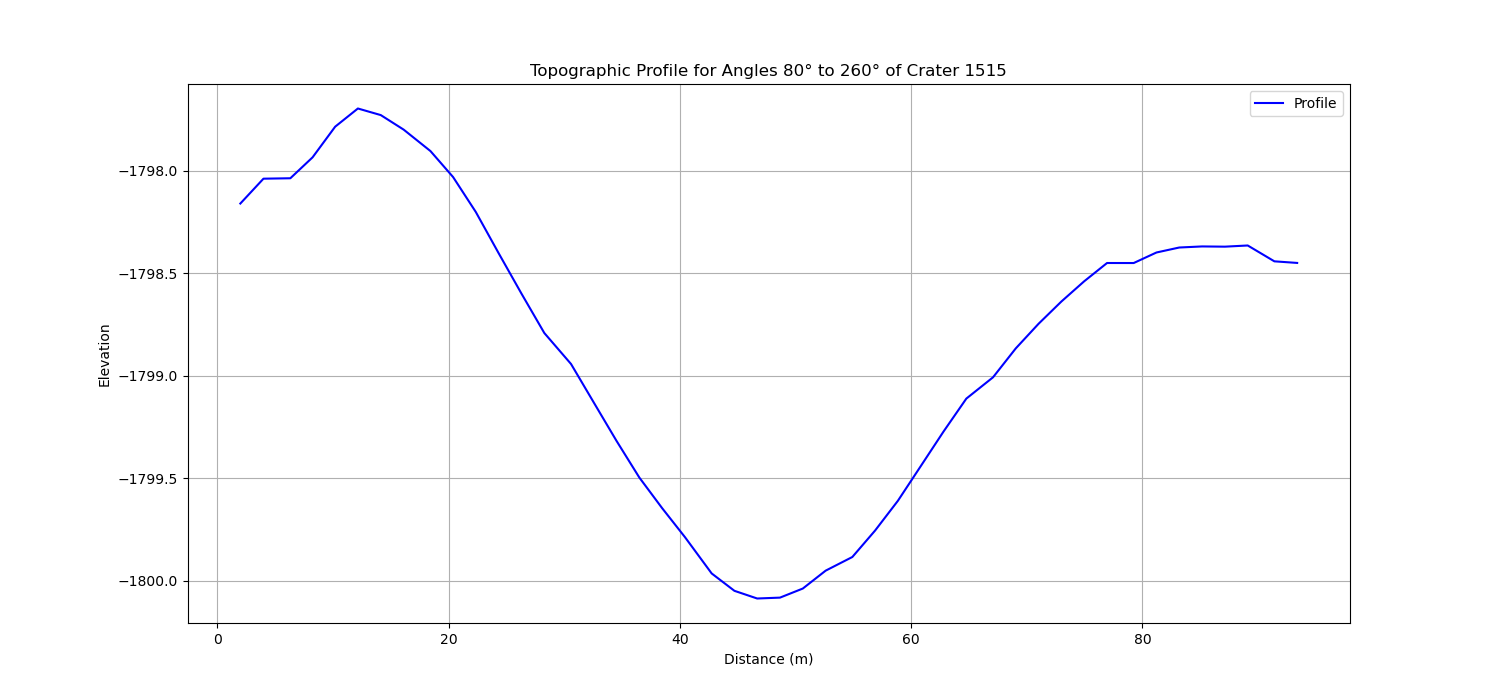 Topographic Profile for Angles 80° to 260° of Crater 1515
Profile
−1798.0
−1798.5
−1799.0
−1799.5
−1800.0
Elevation
0 20 40 60 80
Distance (m)